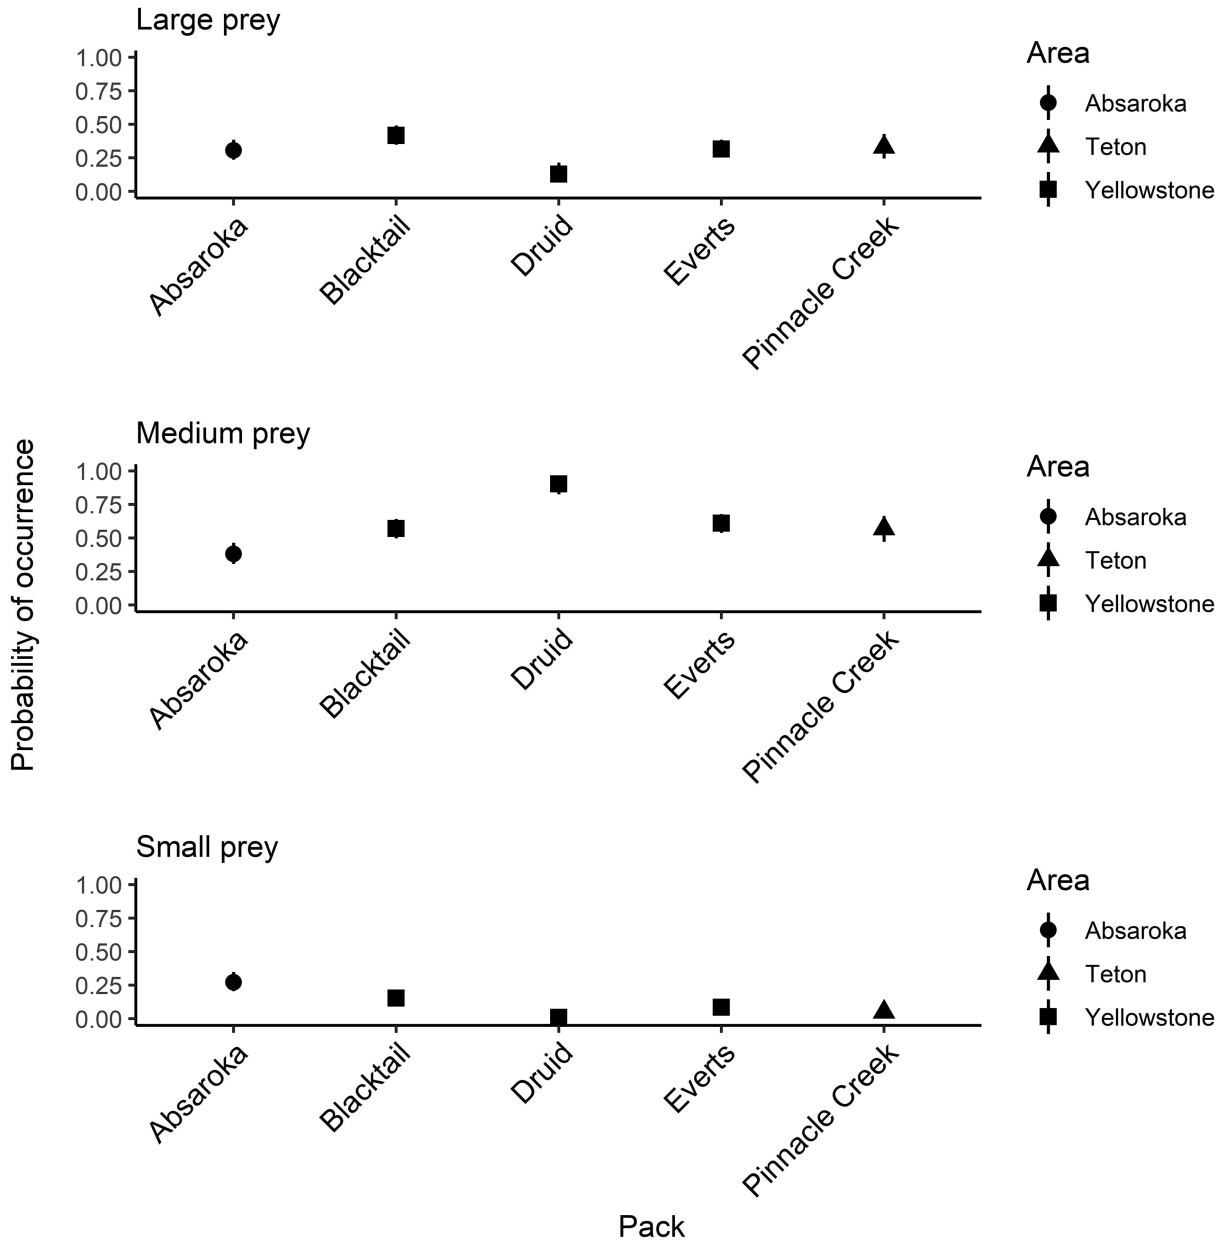 Large prey
1.00
0.75
0.50
0.25
0.00
Absaroka
Blacktail
Druid
Everts
Pinnacle Creek
Area
Absaroka
Teton
Yellowstone
Probability of occurrence
Medium prey
1.00
0.75
0.50
0.25
0.00
Absaroka
Blacktail
Druid
Everts
Pinnacle Creek
Area
Absaroka
Teton
Yellowstone
Small prey
1.00
0.75
0.50
0.25
0.00
Absaroka
Blacktail
Druid
Everts
Pinnacle Creek
Area
Absaroka
Teton
Yellowstone
Pack